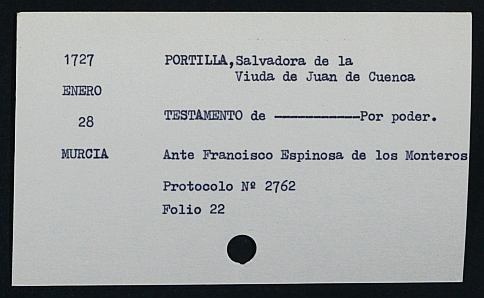 1727
PORTILLA,Salvadora de la
Viuda de Juan de Cuenca
ENERO
28
TESTAMENTO de ------------Por poder.
MURCIA
Ante Francisco Espinosa de los Monteros
Protocolo Nº 2762
Folio 22